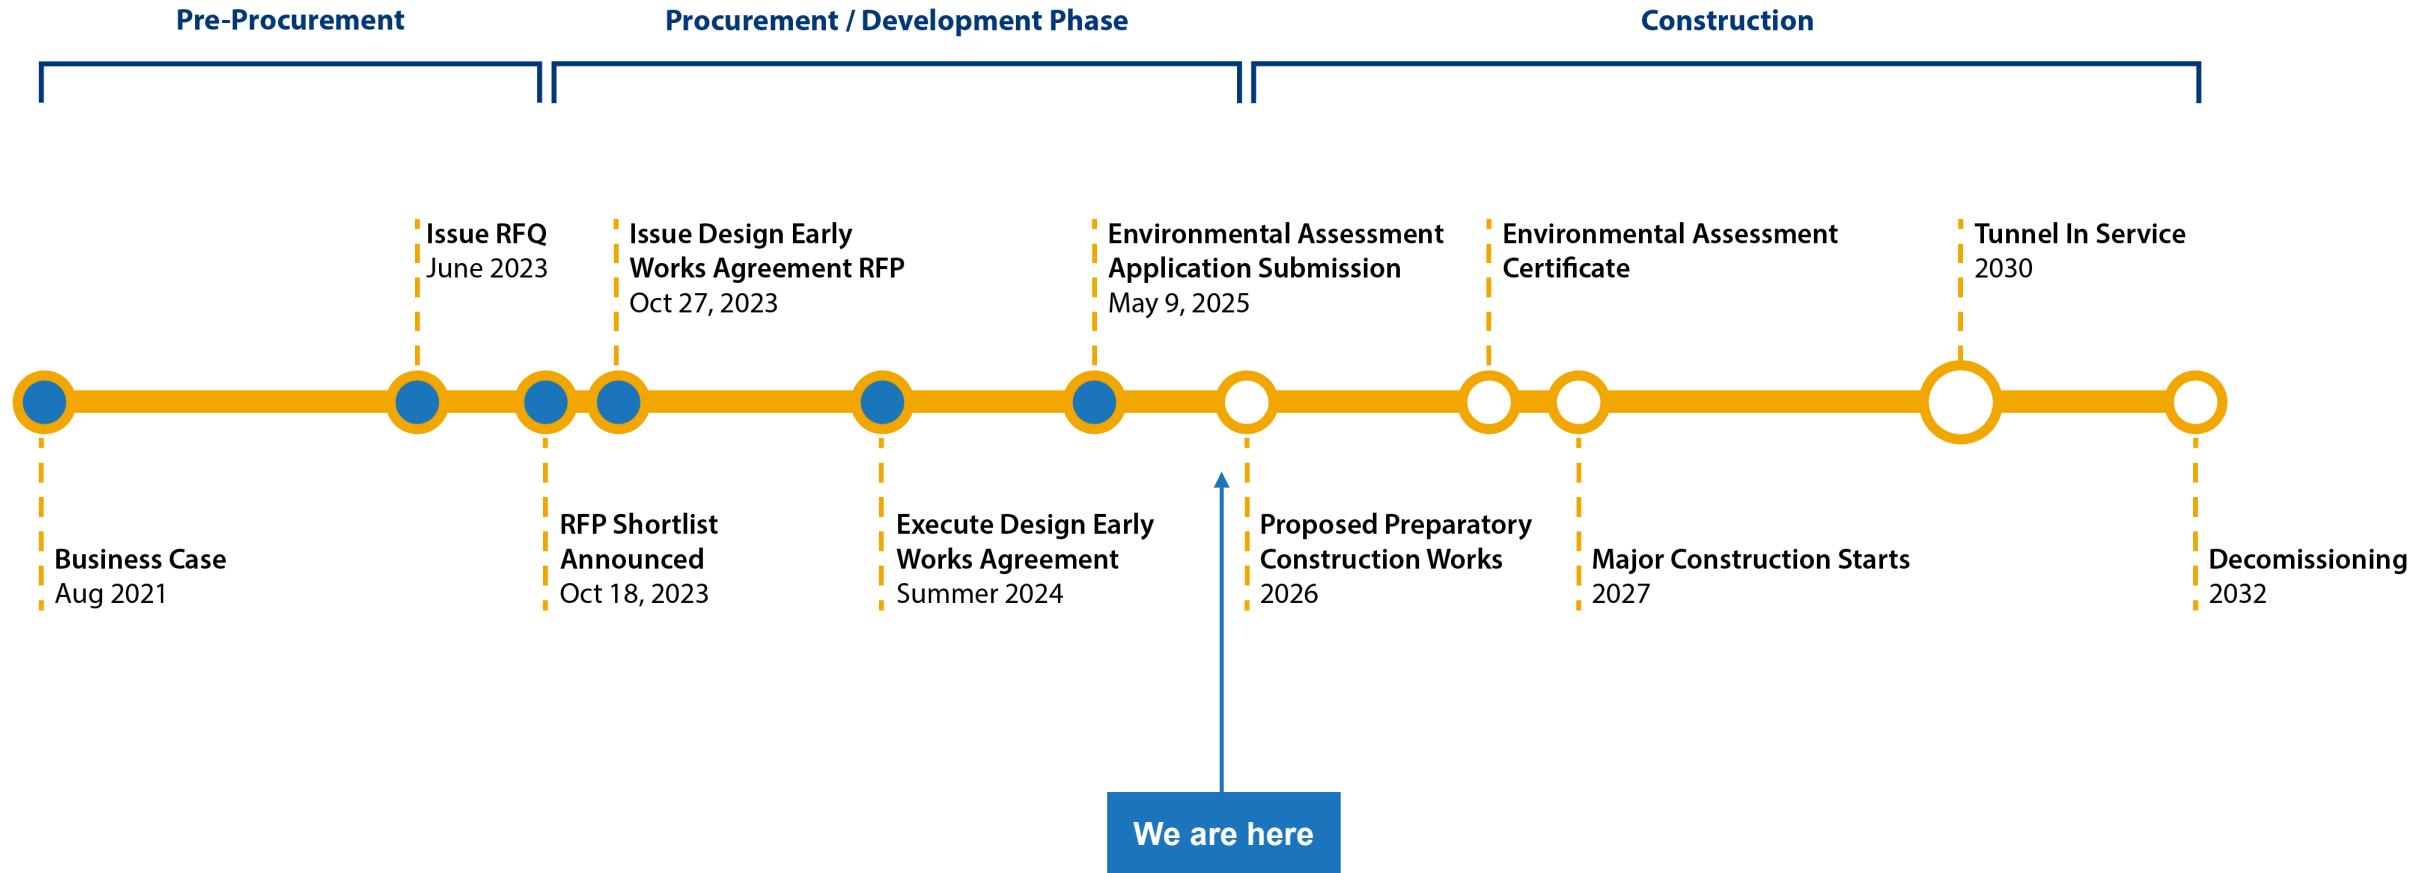 Pre-Procurement
Procurement / Development Phase
Construction
Issue RFQ
June 2023
Issue Design Early
Works Agreement RFP
Oct 27, 2023
Environmental Assessment
Application Submission
May 9, 2025
Environmental Assessment
Certificate
Tunnel In Service
2030
Business Case
Aug 2021
RFP Shortlist
Announced
Oct 18, 2023
Execute Design Early
Works Agreement
Summer 2024
Proposed Preparatory
Construction Works
2026
Major Construction Starts
2027
Decomissioning
2032
We are here